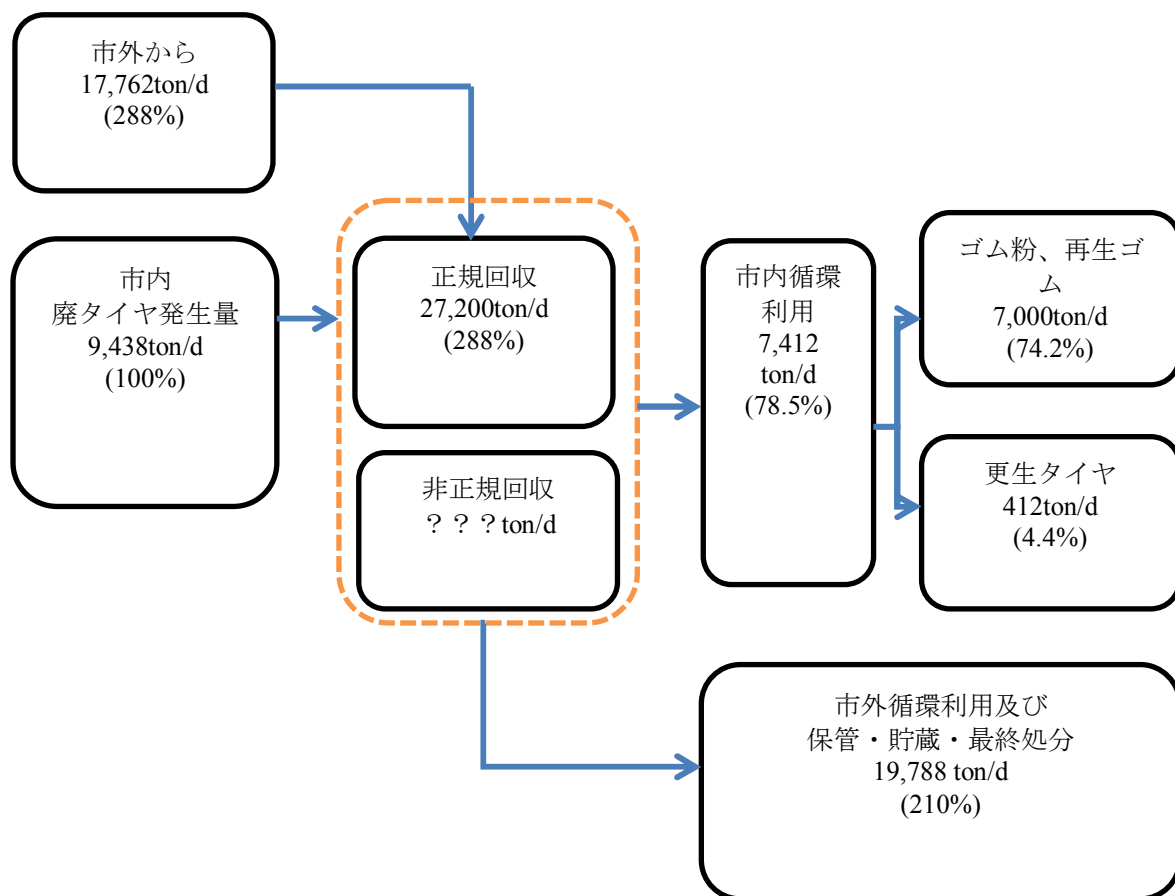 市外から
17,762ton/d
(288%)
市内
廃タイヤ発生量
9,438ton/d
(100%)
正規回収
27,200ton/d
(288%)
非正規回収
？？？ton/d
市内循環
利用
7,412
ton/d
(78.5%)
ゴム粉、再生ゴ
ム
7,000ton/d
(74.2%)
更生タイヤ
412ton/d
(4.4%)
市外循環利用及び
保管・貯蔵・最終処分
19,788 ton/d
(210%)